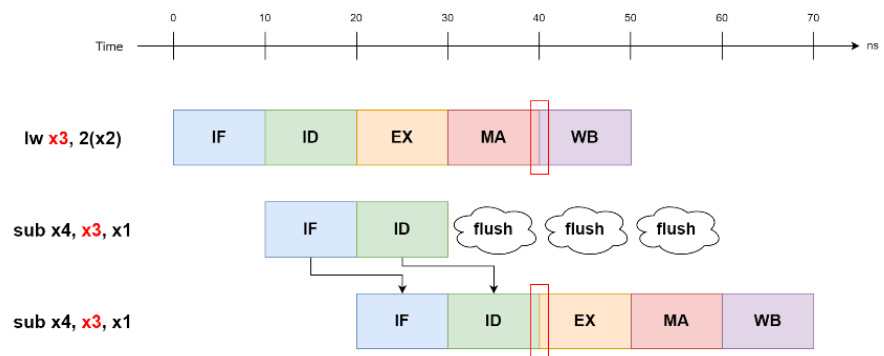 0 10 20 30 40 50 60 70
Time ns
lw x3, 2(x2) IF ID EX MA WB
sub x4, x3, x1 IF ID flush flush flush
sub x4, x3, x1 IF ID EX MA WB